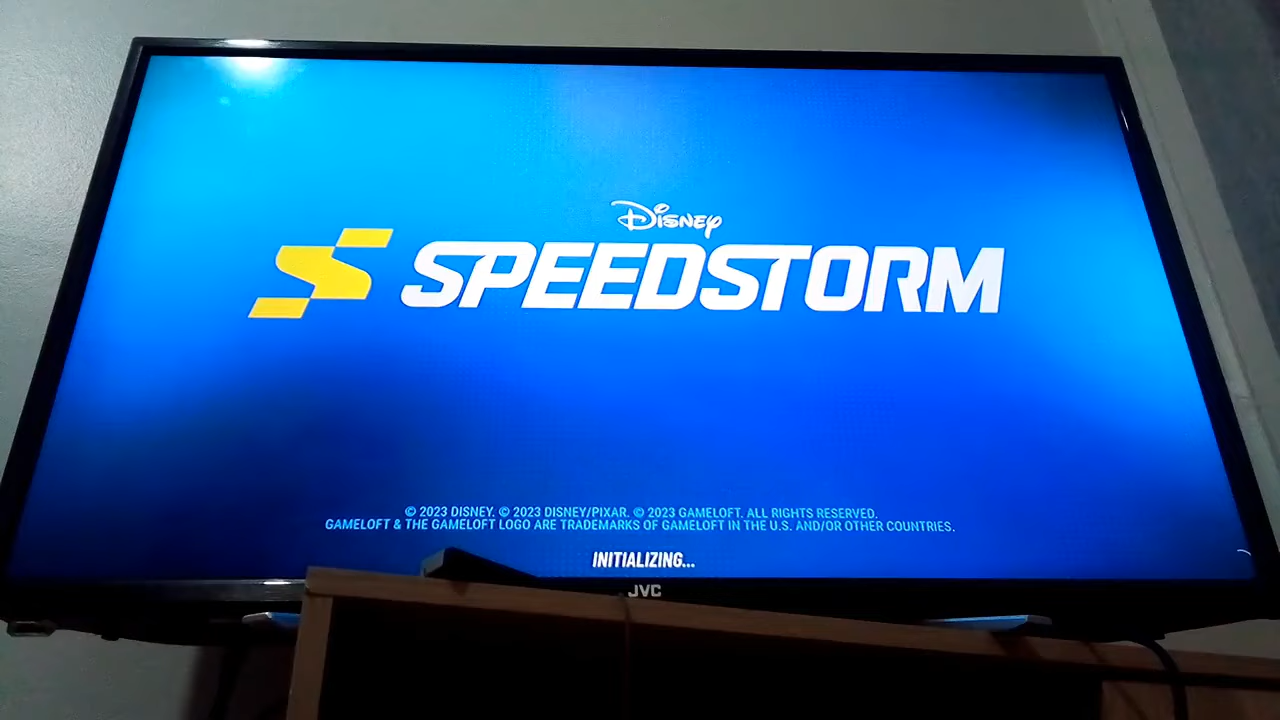 Disney
SPEEDSTORM
© 2023 DISNEY. © 2023 DISNEY/PIXAR. © 2023 GAMELOFT. ALL RIGHTS RESERVED.
GAMELOFT & THE GAMELOFT LOGO ARE TRADEMARKS OF GAMELOFT IN THE U.S. AND/OR OTHER COUNTRIES.
INITIALIZING...
JVC